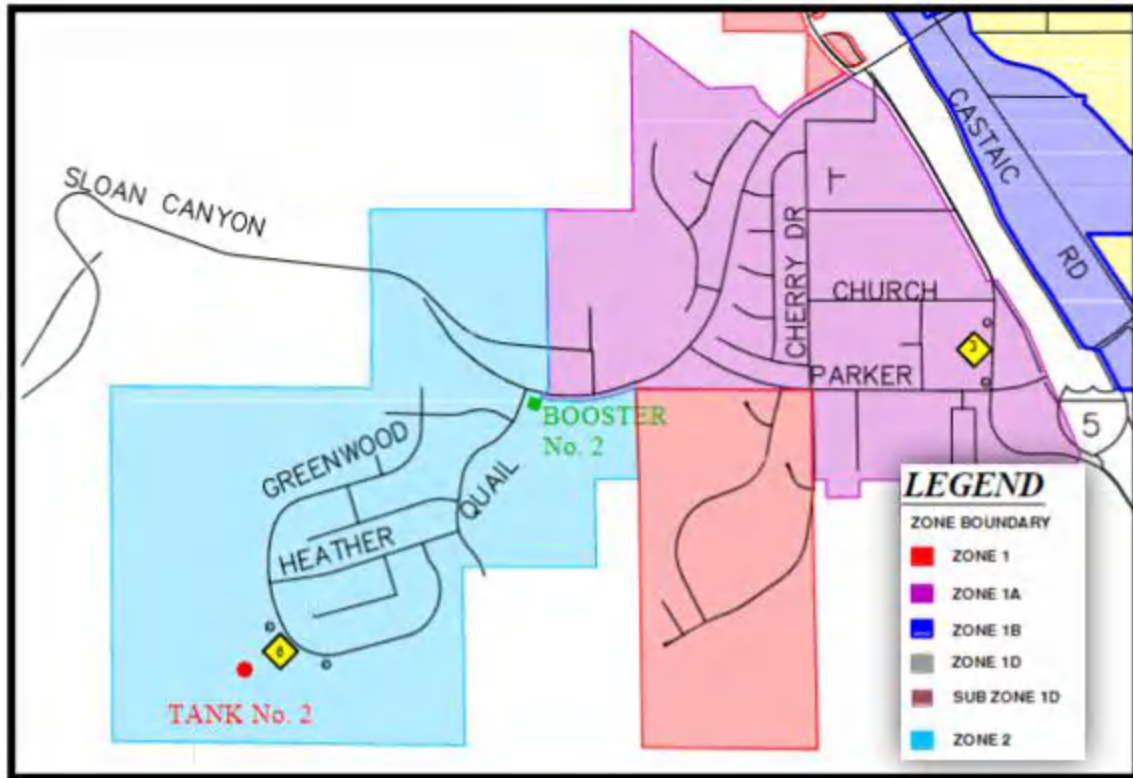 SLOAN CANYON
CASTAIC
RD
CHERRY DR
CHURCH
PARKER
3
5
BOOSTER
No. 2
GREENWOOD
QUAIL
HEATHER
TANK No. 2
LEGEND
ZONE BOUNDARY
ZONE 1
ZONE 1A
ZONE 1B
ZONE 1D
SUB ZONE 1D
ZONE 2